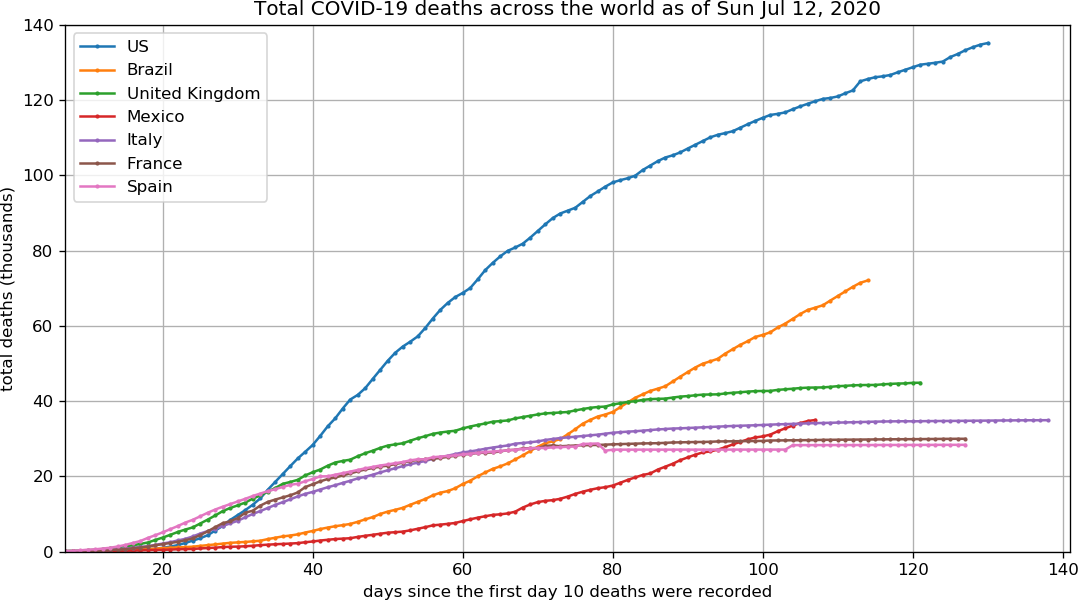 Total COVID-19 deaths across the world as of Sun Jul 12, 2020
total deaths (thousands)
140
120
100
80
60
40
20
0
US
Brazil
United Kingdom
Mexico
Italy
France
Spain
20
40
60
80
100
120
140
days since the first day 10 deaths were recorded